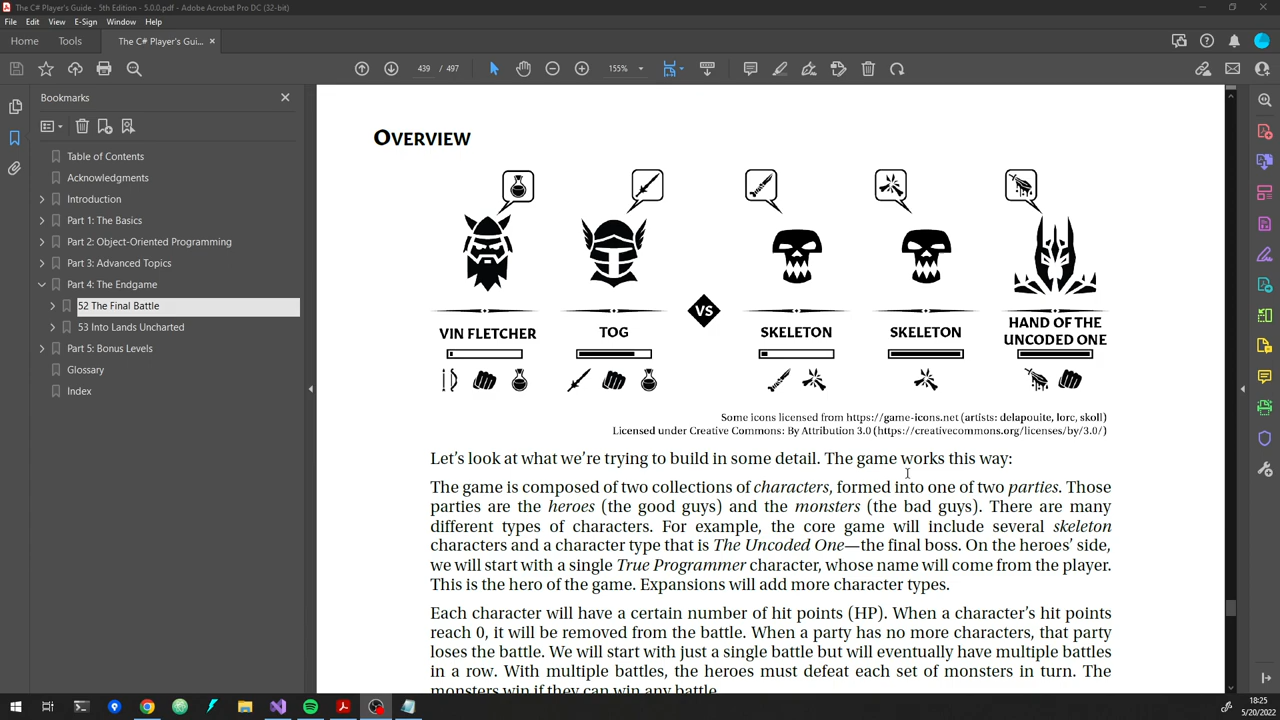 The C# Player's Guide - 5th Edition - 5.0.0.pdf - Adobe Acrobat Pro DC (32-bit)
File Edit View E-Sign Window Help
Home Tools The C# Player's Gui... ×
439 / 497 155%
Bookmarks
Table of Contents
Acknowledgments
Introduction
Part 1: The Basics
Part 2: Object-Oriented Programming
Part 3: Advanced Topics
Part 4: The Endgame
52 The Final Battle
53 Into Lands Uncharted
Part 5: Bonus Levels
Glossary
Index
OVERVIEW
VS
VIN FLETCHER TOG SKELETON SKELETON HAND OF THE
UNCODED ONE
Some icons licensed from https://game-icons.net (artists: delapouite, lorc, skoll)
Licensed under Creative Commons: By Attribution 3.0 (https://creativecommons.org/licenses/by/3.0/)
Let's look at what we're trying to build in some detail. The game works this way:
The game is composed of two collections of characters, formed into one of two parties. Those
parties are the heroes (the good guys) and the monsters (the bad guys). There are many
different types of characters. For example, the core game will include several skeleton
characters and a character type that is The Uncoded One—the final boss. On the heroes' side,
we will start with a single True Programmer character, whose name will come from the player.
This is the hero of the game. Expansions will add more character types.
Each character will have a certain number of hit points (HP). When a character's hit points
reach 0, it will be removed from the battle. When a party has no more characters, that party
loses the battle. We will start with just a single battle but will eventually have multiple battles
in a row. With multiple battles, the heroes must defeat each set of monsters in turn. The
monsters win if they can win any battle.
18:25
5/20/2022